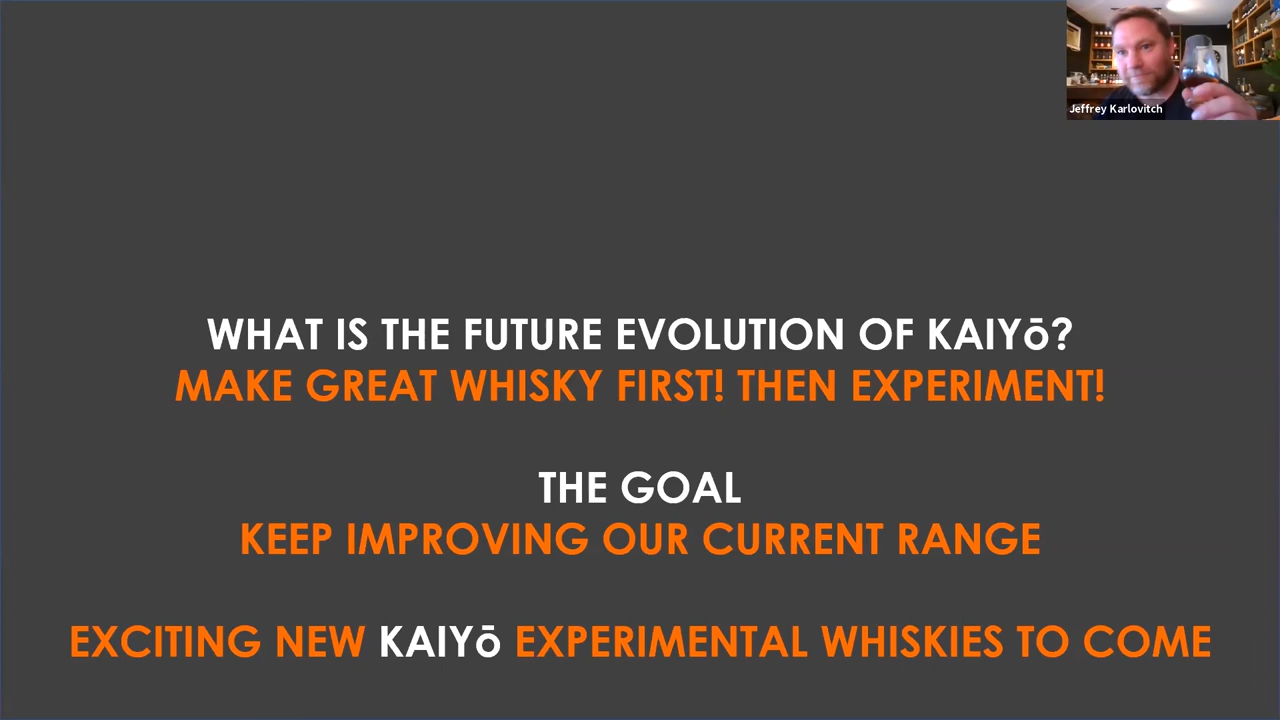 Jeffrey Karlovitch
WHAT IS THE FUTURE EVOLUTION OF KAIYō?
MAKE GREAT WHISKY FIRST! THEN EXPERIMENT!
THE GOAL
KEEP IMPROVING OUR CURRENT RANGE
EXCITING NEW KAIYō EXPERIMENTAL WHISKIES TO COME